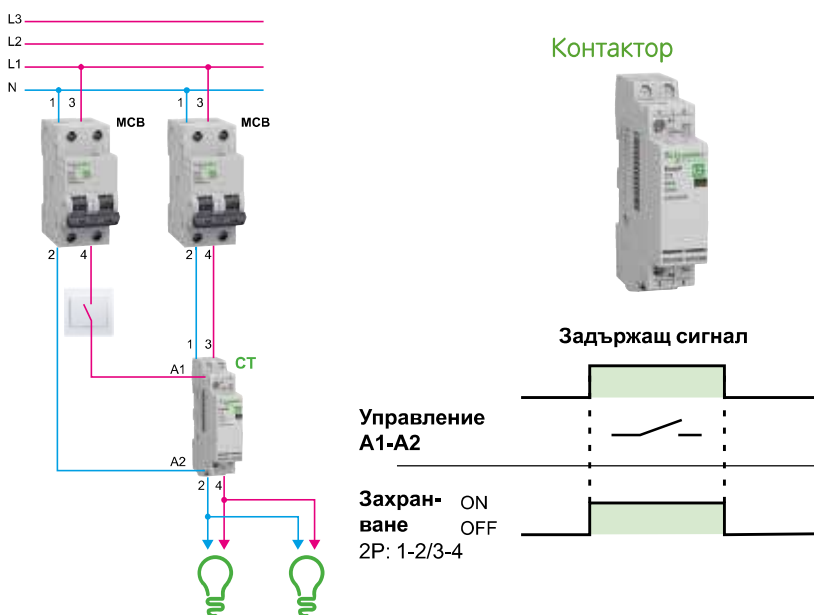 L3
L2
L1
N
1 3
MCB
1 3
MCB
2 4
2 4
1 3
A1
CT
A2
2 4
Контактор
Schneider
Задържащ сигнал
Управление
A1-A2
Захран-
ване
ON
OFF
2P: 1-2/3-4